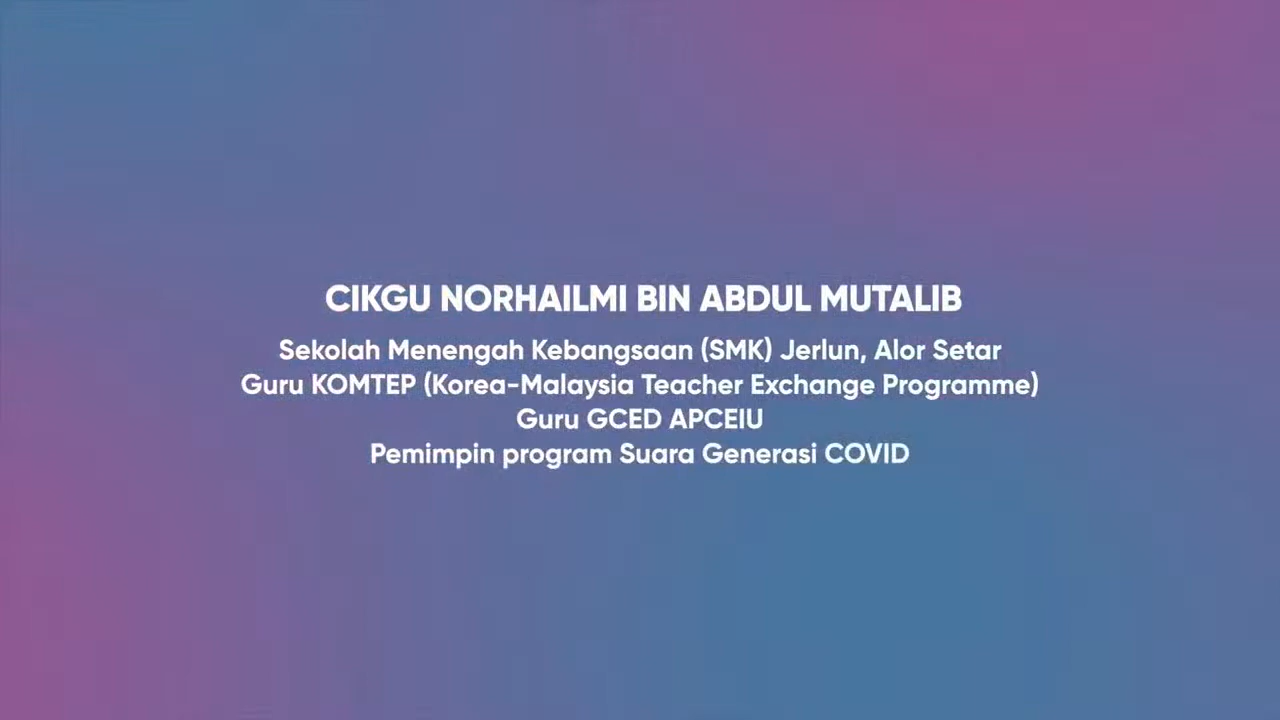 CIKGU NORHAILMI BIN ABDUL MUTALIB
Sekolah Menengah Kebangsaan (SMK) Jerlun, Alor Setar
Guru KOMTEP (Korea-Malaysia Teacher Exchange Programme)
Guru GCED APCEIU
Pemimpin program Suara Generasi COVID